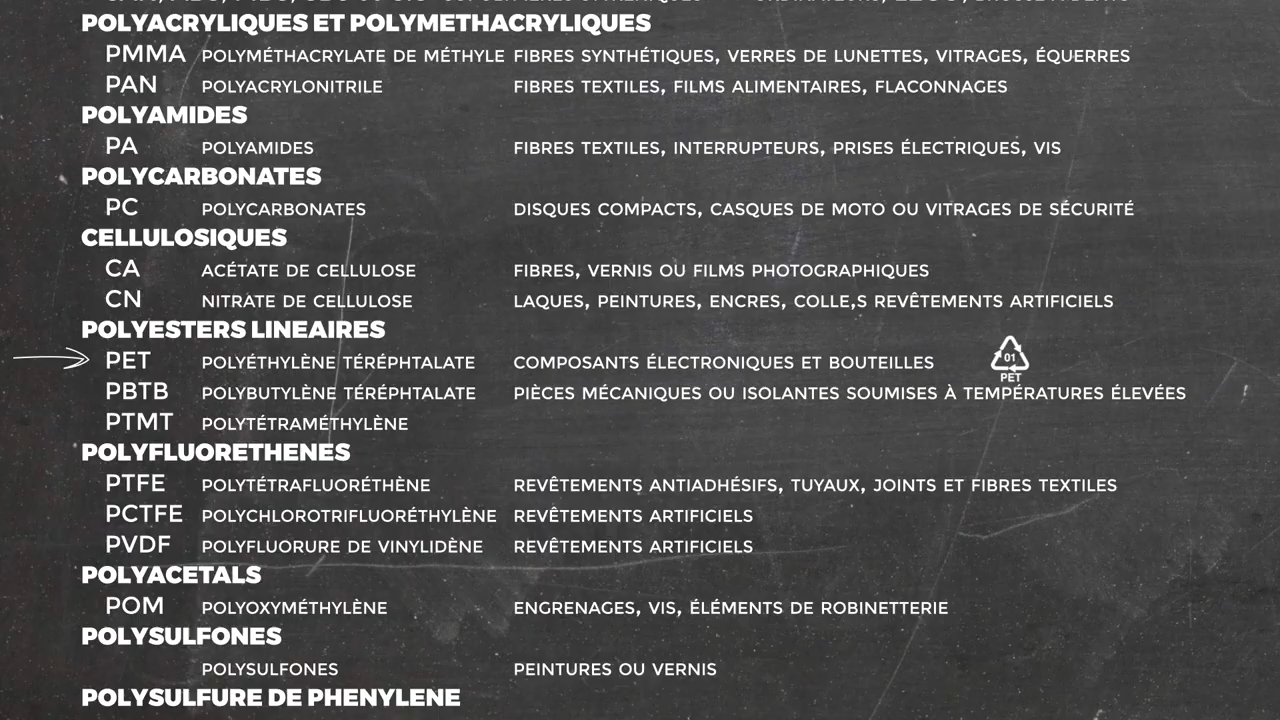 POLYACRYLIQUES ET POLYMETHACRYLIQUES
PMMA POLYMÉTHACRYLATE DE MÉTHYLE FIBRES SYNTHÉTIQUES, VERRES DE LUNETTES, VITRAGES, ÉQUERRES
PAN POLYACRYLONITRILE FIBRES TEXTILES, FILMS ALIMENTAIRES, FLACONNAGES
POLYAMIDES
PA POLYAMIDES FIBRES TEXTILES, INTERRUPTEURS, PRISES ÉLECTRIQUES, VIS
POLYCARBONATES
PC POLYCARBONATES DISQUES COMPACTS, CASQUES DE MOTO OU VITRAGES DE SÉCURITÉ
CELLULOSIQUES
CA ACÉTATE DE CELLULOSE FIBRES, VERNIS OU FILMS PHOTOGRAPHIQUES
CN NITRATE DE CELLULOSE LAQUES, PEINTURES, ENCRES, COLLE,S REVÊTEMENTS ARTIFICIELS
POLYESTERS LINEAIRES
PET POLYÉTHYLÈNE TÉRÉPHTALATE COMPOSANTS ÉLECTRONIQUES ET BOUTEILLES 01
PET
PBTB POLYBUTYLÈNE TÉRÉPHTALATE PIÈCES MÉCANIQUES OU ISOLANTES SOUMISES À TEMPÉRATURES ÉLEVÉES
PTMT POLYTÉTRAMÉTHYLÈNE
POLYFLUORETHENES
PTFE POLYTÉTRAFLUORÉTHÈNE REVÊTEMENTS ANTIADHÉSIFS, TUYAUX, JOINTS ET FIBRES TEXTILES
PCTFE POLYCHLOROTRIFLUORÉTHYLÈNE REVÊTEMENTS ARTIFICIELS
PVDF POLYFLUORURE DE VINYLIDÈNE REVÊTEMENTS ARTIFICIELS
POLYACETALS
POM POLYOXYMÉTHYLÈNE ENGRENAGES, VIS, ÉLÉMENTS DE ROBINETTERIE
POLYSULFONES
POLYSULFONES PEINTURES OU VERNIS
POLYSULFURE DE PHENYLENE